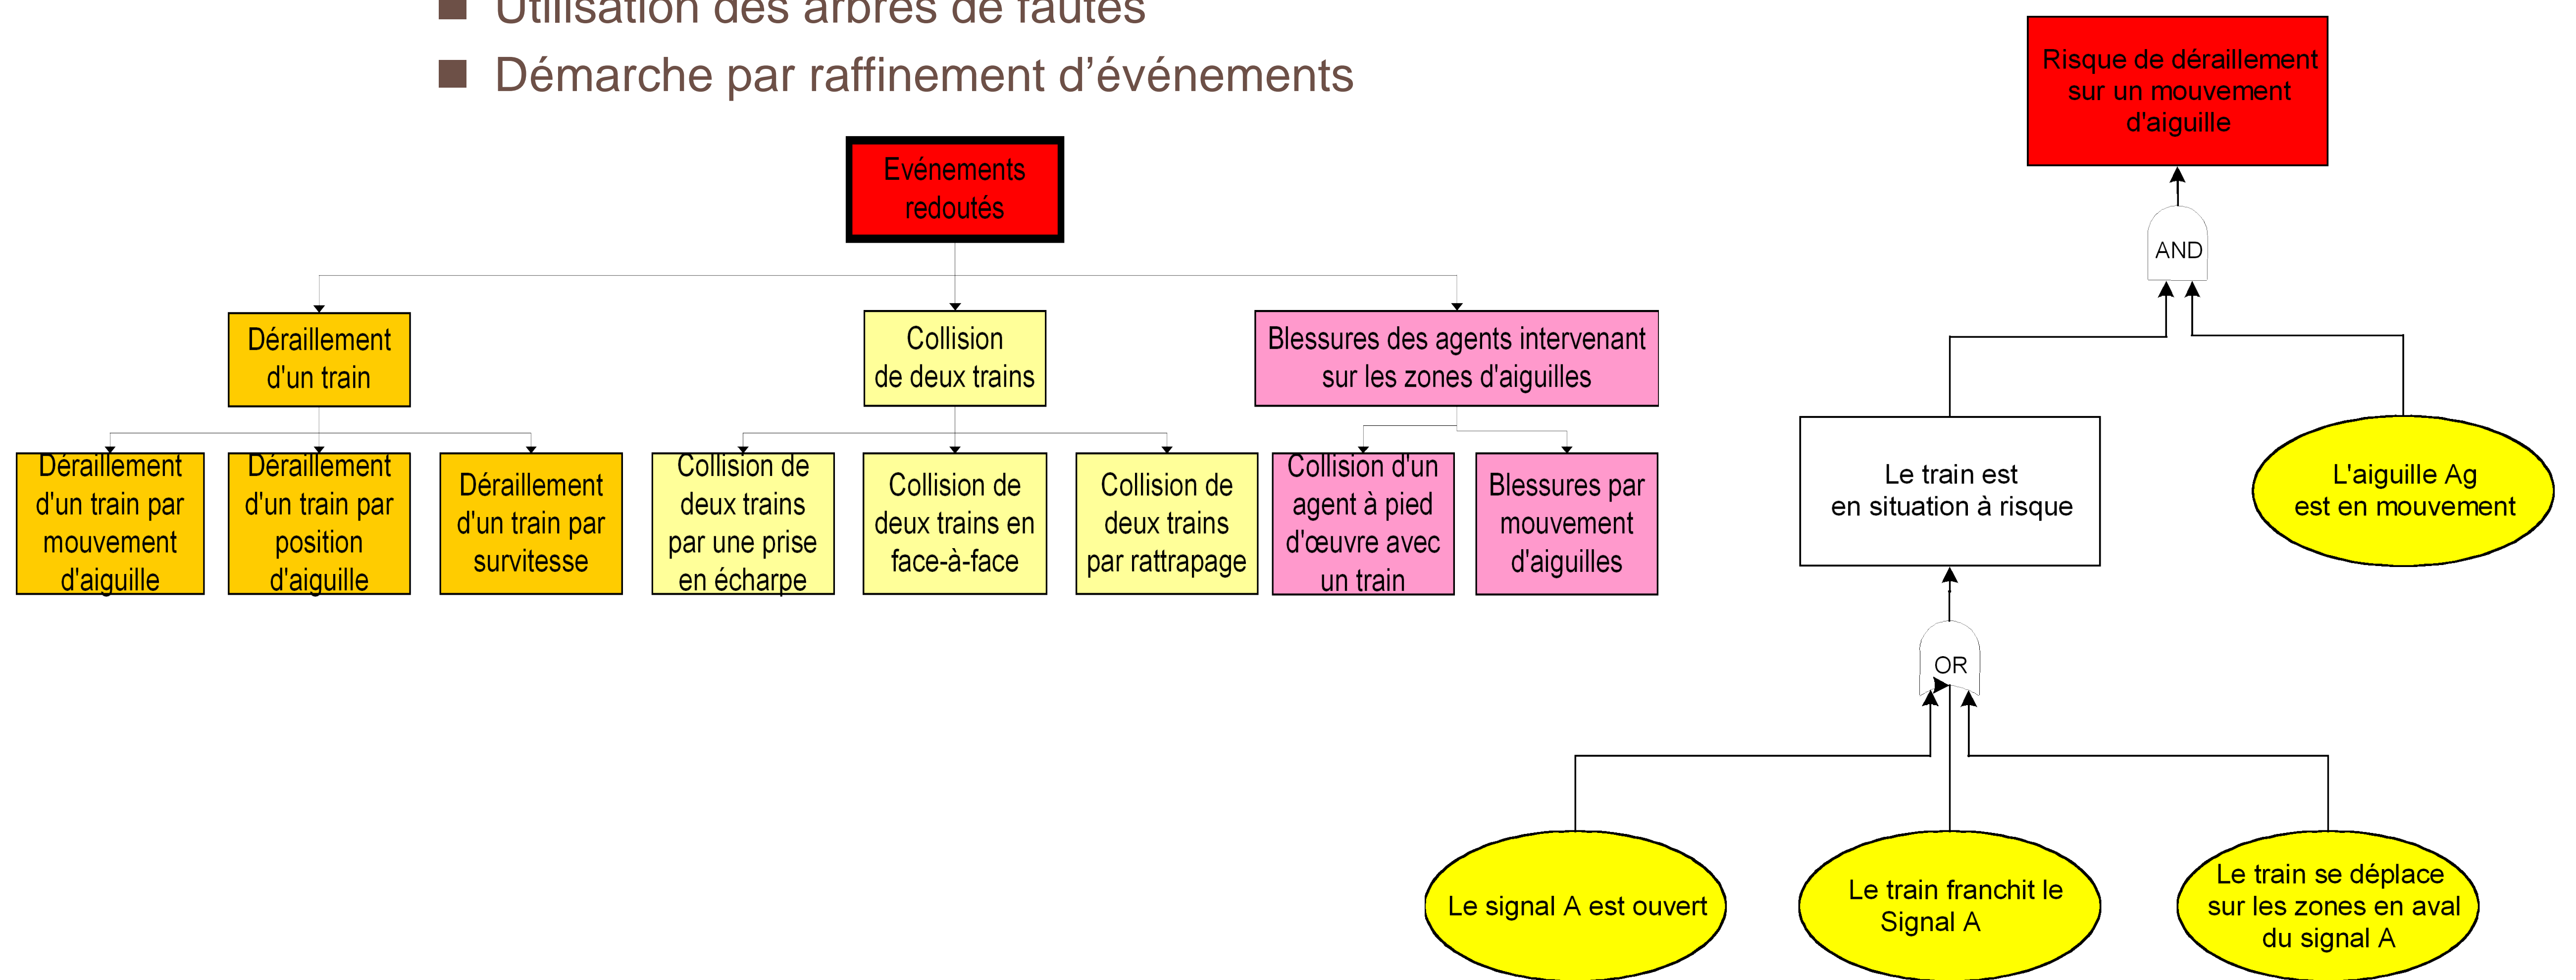 ■ Utilisation des arbres de fautes
■ Démarche par raffinement d'événements
Evénements
redoutés
Déraillement
d'un train
Collision
de deux trains
Blessures des agents intervenant
sur les zones d'aiguilles
Déraillement
d'un train par
mouvement
d'aiguille
Déraillement
d'un train par
position
d'aiguille
Déraillement
d'un train par
survitesse
Collision de
deux trains
par une prise
en écharpe
Collision de
deux trains en
face-à-face
Collision de
deux trains
par rattrapage
Collision d'un
agent à pied
d'œuvre avec
un train
Blessures par
mouvement
d'aiguilles
Risque de déraillement
sur un mouvement
d'aiguille
AND
Le train est
en situation à risque
L'aiguille Ag
est en mouvement
OR
Le signal A est ouvert
Le train franchit le
Signal A
Le train se déplace
sur les zones en aval
du signal A